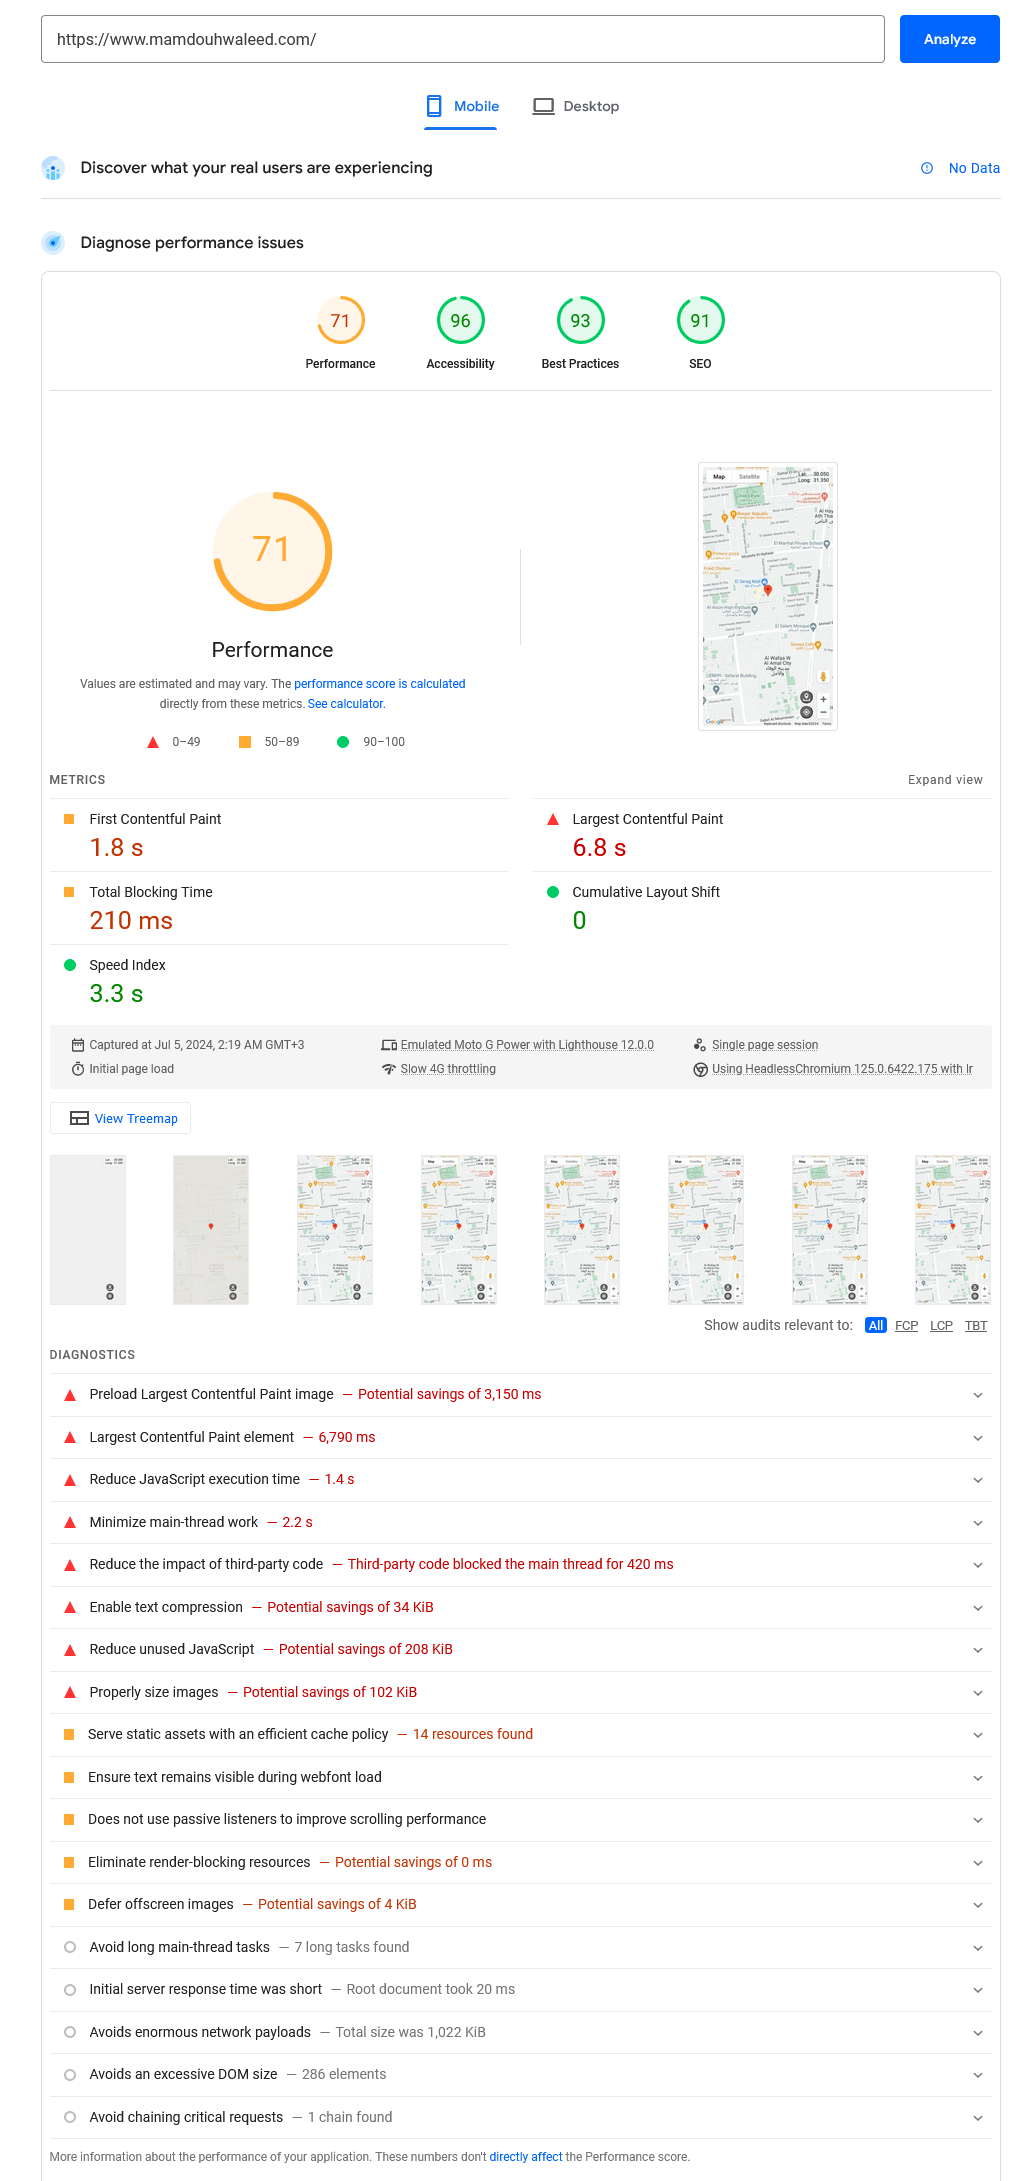 https://www.mamdouhwaleed.com/
Analyze
Mobile
Desktop
Discover what your real users are experiencing
No Data
Diagnose performance issues
71
96
93
91
Performance
Accessibility
Best Practices
SEO
71
Performance
Values are estimated and may vary. The performance score is calculated
directly from these metrics. See calculator.
0–49
50–89
90–100
Map
Satellite
Lat: 30.050
Long: 31.350
El Serag Mall
Google
METRICS
Expand view
First Contentful Paint
1.8 s
Largest Contentful Paint
6.8 s
Total Blocking Time
210 ms
Cumulative Layout Shift
0
Speed Index
3.3 s
Captured at Jul 5, 2024, 2:19 AM GMT+3
Emulated Moto G Power with Lighthouse 12.0.0
Single page session
Initial page load
Slow 4G throttling
Using HeadlessChromium 125.0.6422.175 with lr
View Treemap
Show audits relevant to: All FCP LCP TBT
DIAGNOSTICS
Preload Largest Contentful Paint image — Potential savings of 3,150 ms
Largest Contentful Paint element — 6,790 ms
Reduce JavaScript execution time — 1.4 s
Minimize main-thread work — 2.2 s
Reduce the impact of third-party code — Third-party code blocked the main thread for 420 ms
Enable text compression — Potential savings of 34 KiB
Reduce unused JavaScript — Potential savings of 208 KiB
Properly size images — Potential savings of 102 KiB
Serve static assets with an efficient cache policy — 14 resources found
Ensure text remains visible during webfont load
Does not use passive listeners to improve scrolling performance
Eliminate render-blocking resources — Potential savings of 0 ms
Defer offscreen images — Potential savings of 4 KiB
Avoid long main-thread tasks — 7 long tasks found
Initial server response time was short — Root document took 20 ms
Avoids enormous network payloads — Total size was 1,022 KiB
Avoids an excessive DOM size — 286 elements
Avoid chaining critical requests — 1 chain found
More information about the performance of your application. These numbers don't directly affect the Performance score.